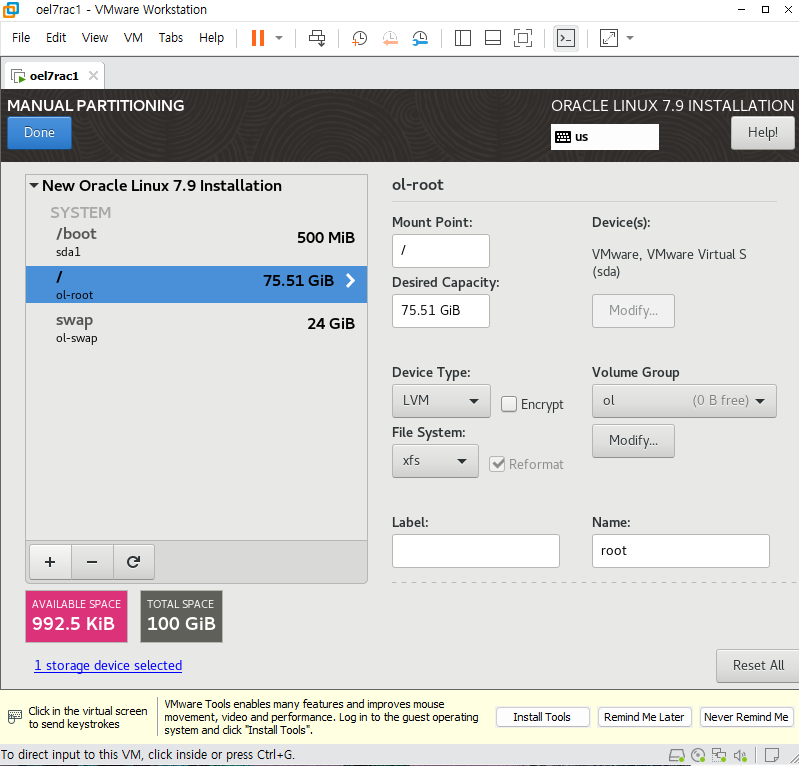 oel7rac1 - VMware Workstation
File Edit View VM Tabs Help
oel7rac1
MANUAL PARTITIONING
ORACLE LINUX 7.9 INSTALLATION
Done
us
Help!
New Oracle Linux 7.9 Installation
SYSTEM
/boot
500 MiB
sda1
/
75.51 GiB
ol-root
swap
24 GiB
ol-swap
+ −
AVAILABLE SPACE
992.5 KiB
TOTAL SPACE
100 GiB
1 storage device selected
ol-root
Mount Point:
/
Desired Capacity:
75.51 GiB
Device(s):
VMware, VMware Virtual S
(sda)
Modify...
Device Type:
LVM
Encrypt
Volume Group
ol (0 B free)
File System:
xfs
Reformat
Modify...
Label:
Name:
root
Reset All
Click in the virtual screen
to send keystrokes
VMware Tools enables many features and improves mouse
movement, video and performance. Log in to the guest operating
system and click "Install Tools".
Install Tools
Remind Me Later
Never Remind Me
To direct input to this VM, click inside or press Ctrl+G.